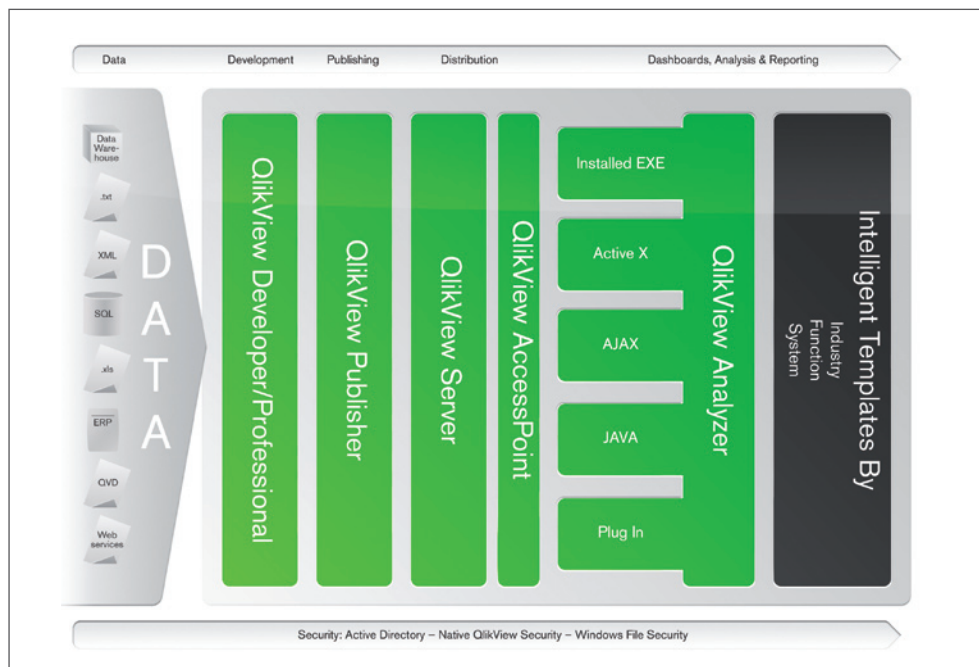 Data
Development
Publishing
Distribution
Dashboards, Analysis & Reporting
Data
Ware-
house
.txt
XML
SQL
.xls
ERP
QVD
Web
services
DATA
QlikView Developer/Professional
QlikView Publisher
QlikView Server
QlikView AccessPoint
Installed EXE
Active X
AJAX
JAVA
Plug In
QlikView Analyzer
Intelligent Templates By
Industry
Function
System
Security: Active Directory – Native QlikView Security – Windows File Security